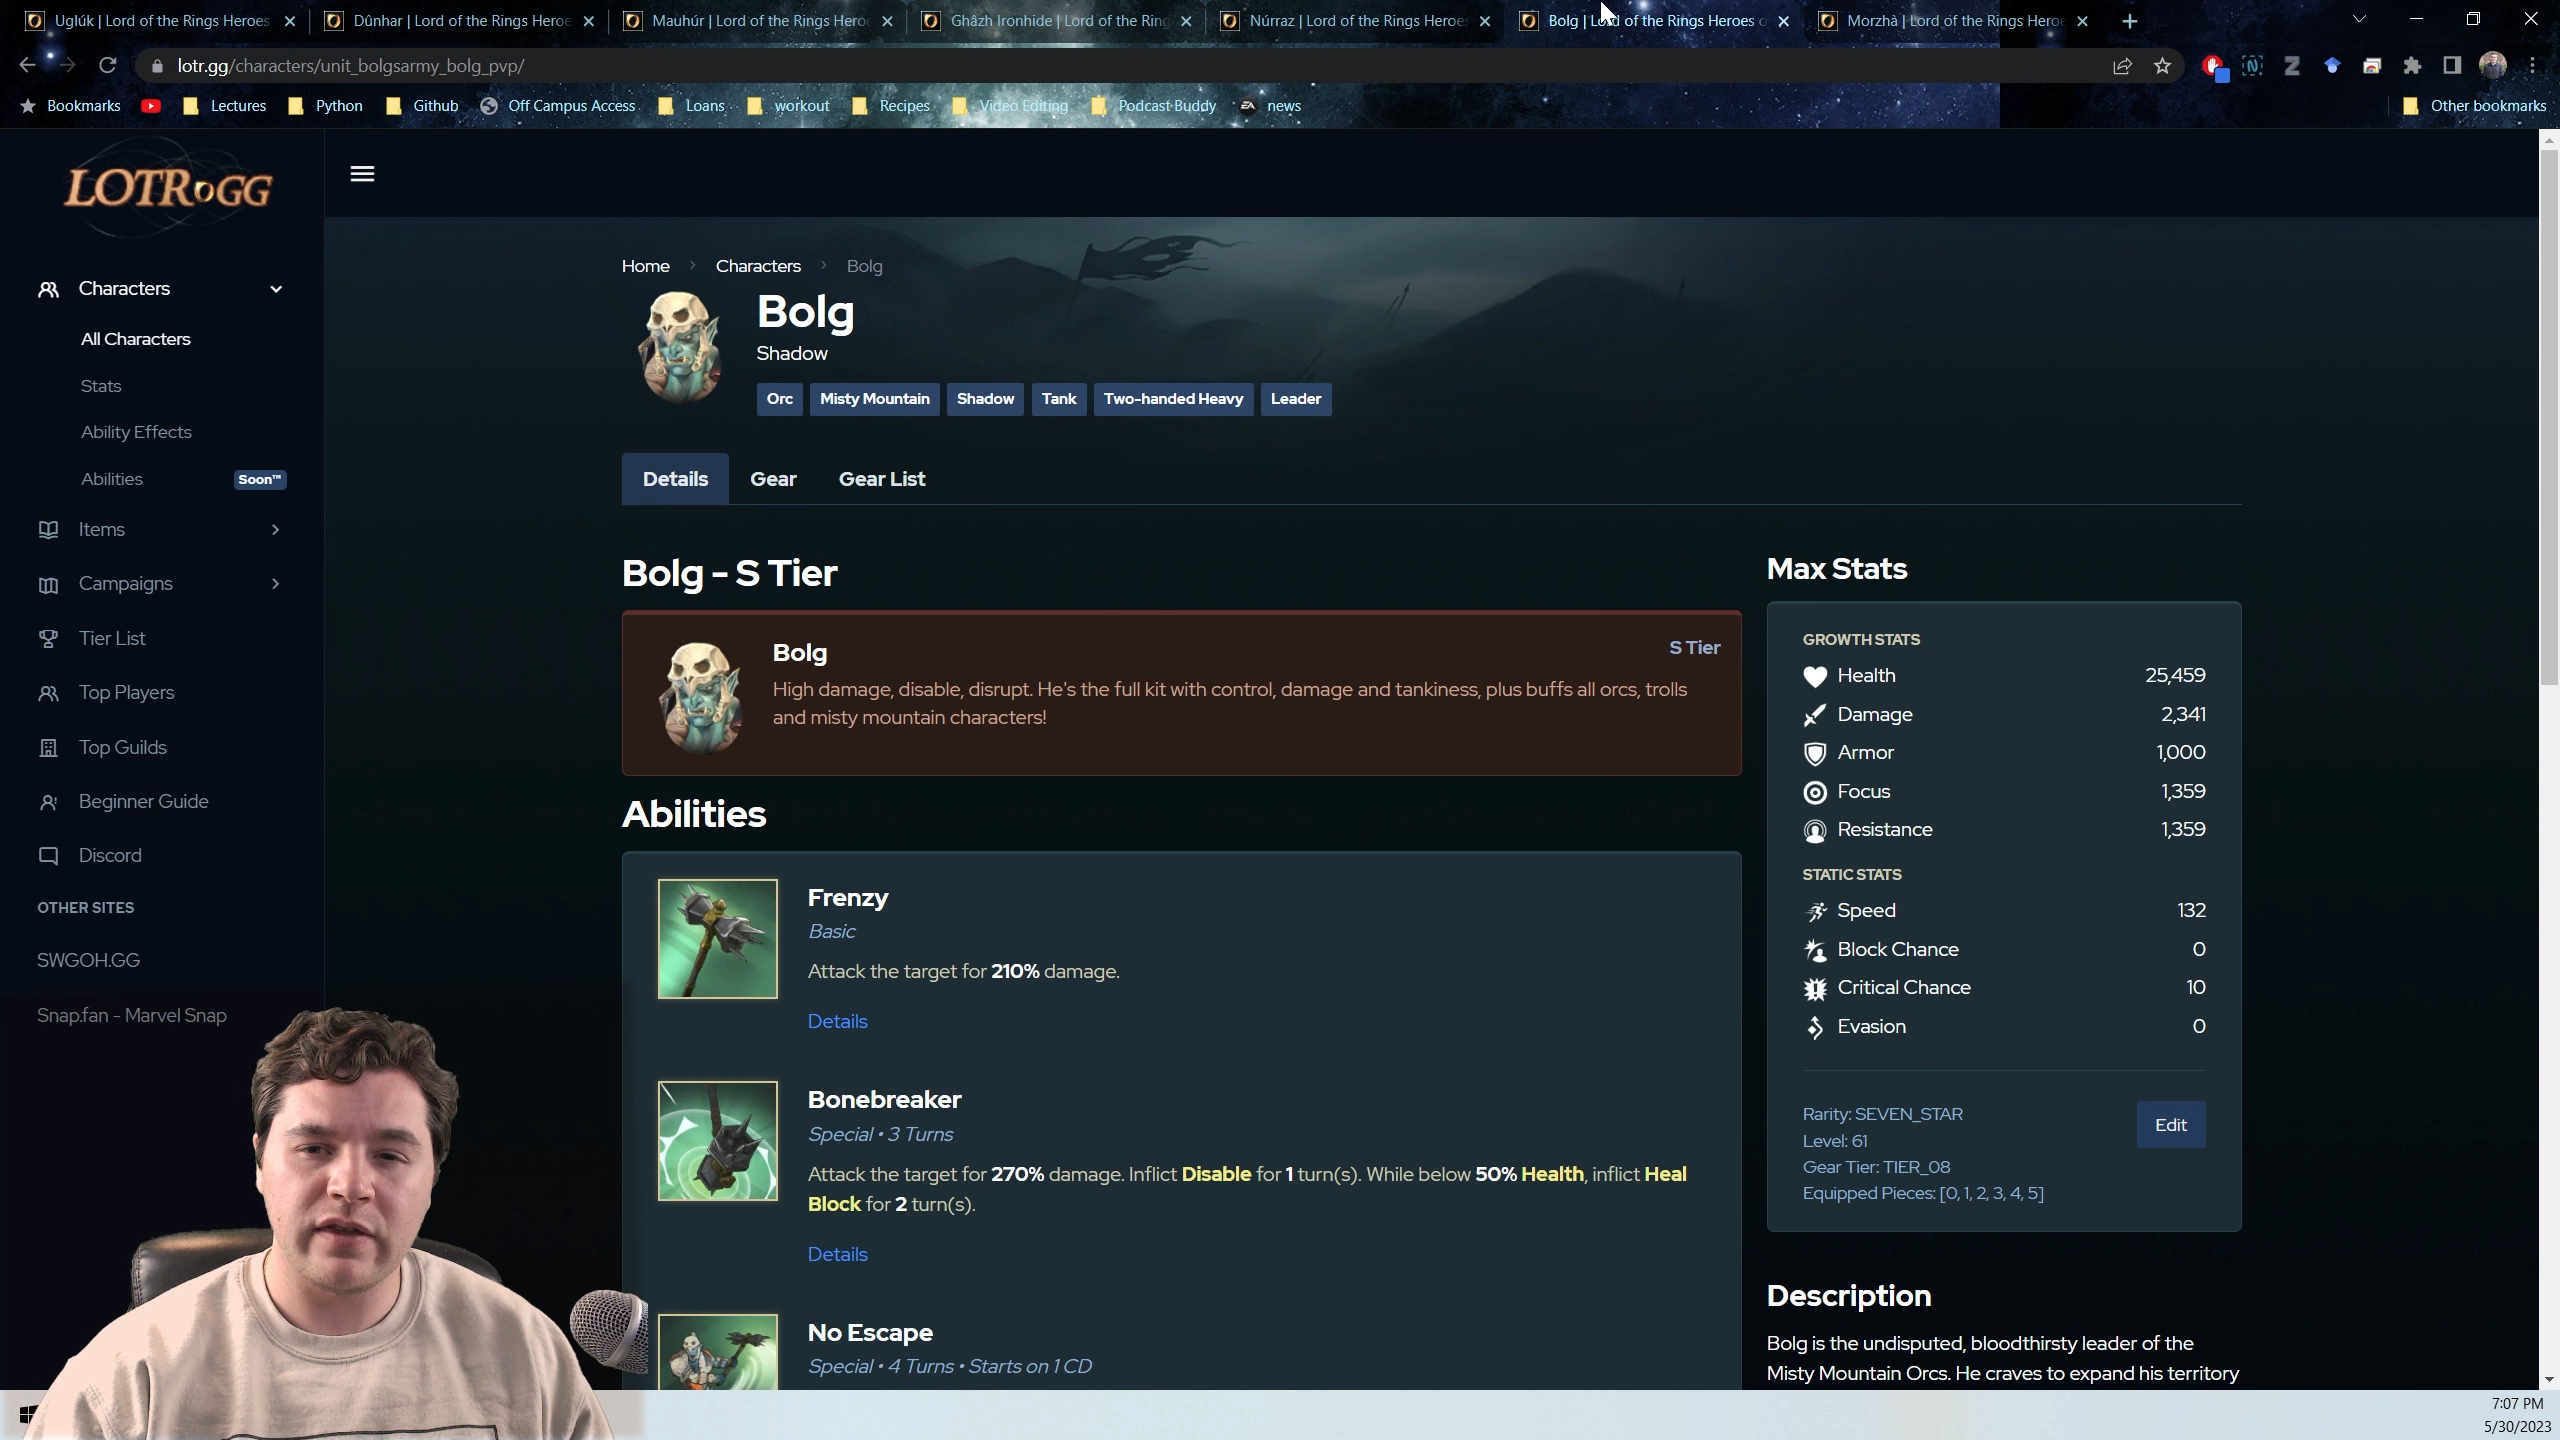 Uglúk | Lord of the Rings Heroes
Dûnhar | Lord of the Rings Heroe
Mauhúr | Lord of the Rings Heroe
Ghâzh Ironhide | Lord of the Ring
Núrraz | Lord of the Rings Heroes
Bolg | Lord of the Rings Heroes o
Morzhà | Lord of the Rings Heroe
lotr.gg/characters/unit_bolgsarmy_bolg_pvp/
Bookmarks
Lectures
Python
Github
Off Campus Access
Loans
workout
Recipes
Video Editing
Podcast Buddy
news
Other bookmarks
LOTR GG
Characters
All Characters
Stats
Ability Effects
Abilities Soon™
Items
Campaigns
Tier List
Top Players
Top Guilds
Beginner Guide
Discord
OTHER SITES
SWGOH.GG
Snap.fan - Marvel Snap
Home > Characters > Bolg
Bolg
Shadow
Orc Misty Mountain Shadow Tank Two-handed Heavy Leader
Details Gear Gear List
Bolg - S Tier
Bolg
S Tier
High damage, disable, disrupt. He's the full kit with control, damage and tankiness, plus buffs all orcs, trolls
and misty mountain characters!
Abilities
Frenzy
Basic
Attack the target for 210% damage.
Details
Bonebreaker
Special • 3 Turns
Attack the target for 270% damage. Inflict Disable for 1 turn(s). While below 50% Health, inflict Heal
Block for 2 turn(s).
Details
No Escape
Special • 4 Turns • Starts on 1 CD
Max Stats
GROWTH STATS
Health 25,459
Damage 2,341
Armor 1,000
Focus 1,359
Resistance 1,359
STATIC STATS
Speed 132
Block Chance 0
Critical Chance 10
Evasion 0
Rarity: SEVEN_STAR
Level: 61
Gear Tier: TIER_08
Equipped Pieces: [0, 1, 2, 3, 4, 5]
Edit
Description
Bolg is the undisputed, bloodthirsty leader of the
Misty Mountain Orcs. He craves to expand his territory
7:07 PM
5/30/2023